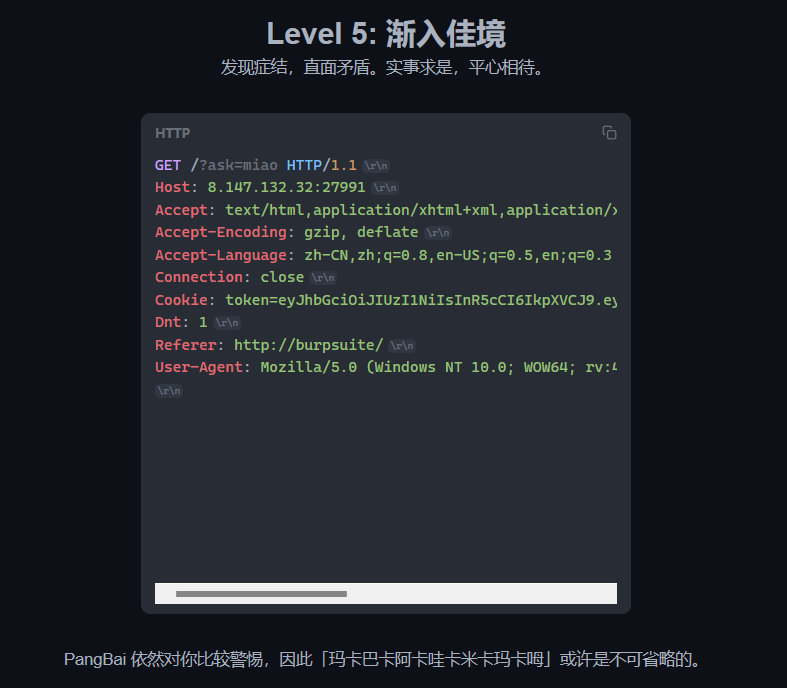 Level 5: 渐入佳境
发现症结，直面矛盾。实事求是，平心相待。
HTTP
GET /?ask=miao HTTP/1.1 \r\n
Host: 8.147.132.32:27991 \r\n
Accept: text/html,application/xhtml+xml,application/x
Accept-Encoding: gzip, deflate \r\n
Accept-Language: zh-CN,zh;q=0.8,en-US;q=0.5,en;q=0.3
Connection: close \r\n
Cookie: token=eyJhbGciOiJIUzI1NiIsInR5cCI6IkpXVCJ9.ey
Dnt: 1 \r\n
Referer: http://burpsuite/ \r\n
User-Agent: Mozilla/5.0 (Windows NT 10.0; WOW64; rv:4
\r\n
PangBai 依然对你比较警惕，因此「玛卡巴卡阿卡哇卡米卡玛卡呣」或许是不可省略的。